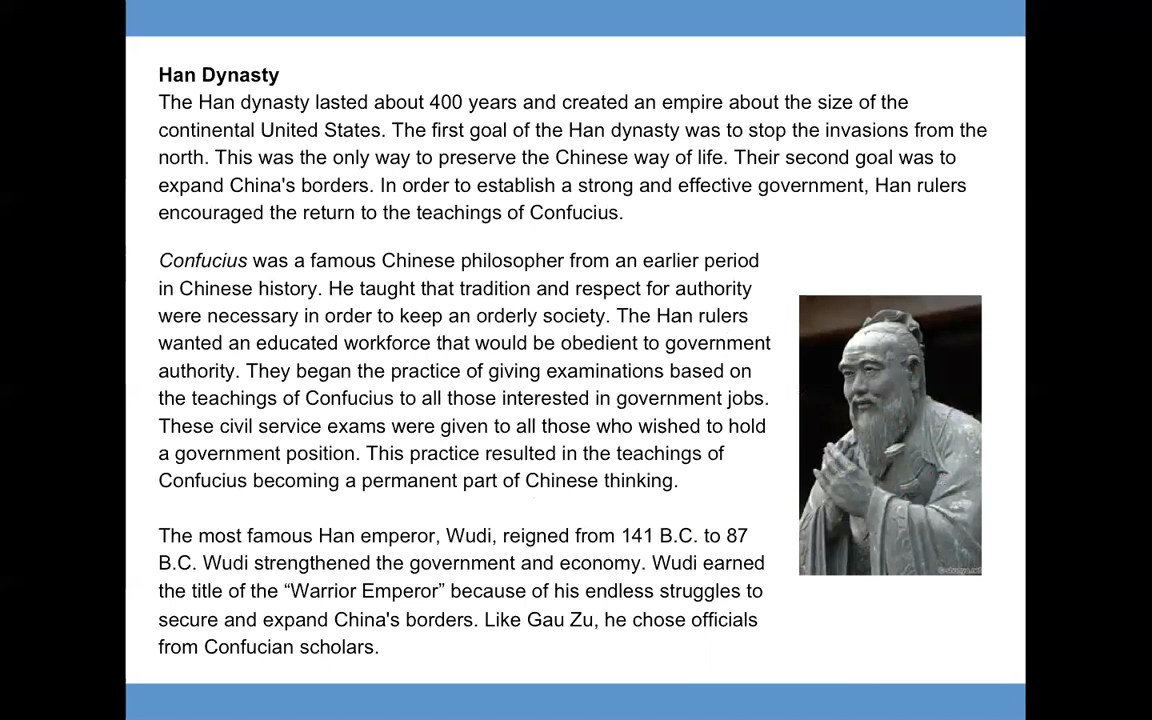 Han Dynasty
The Han dynasty lasted about 400 years and created an empire about the size of the
continental United States. The first goal of the Han dynasty was to stop the invasions from the
north. This was the only way to preserve the Chinese way of life. Their second goal was to
expand China's borders. In order to establish a strong and effective government, Han rulers
encouraged the return to the teachings of Confucius.
Confucius was a famous Chinese philosopher from an earlier period
in Chinese history. He taught that tradition and respect for authority
were necessary in order to keep an orderly society. The Han rulers
wanted an educated workforce that would be obedient to government
authority. They began the practice of giving examinations based on
the teachings of Confucius to all those interested in government jobs.
These civil service exams were given to all those who wished to hold
a government position. This practice resulted in the teachings of
Confucius becoming a permanent part of Chinese thinking.
The most famous Han emperor, Wudi, reigned from 141 B.C. to 87
B.C. Wudi strengthened the government and economy. Wudi earned
the title of the “Warrior Emperor” because of his endless struggles to
secure and expand China's borders. Like Gau Zu, he chose officials
from Confucian scholars.